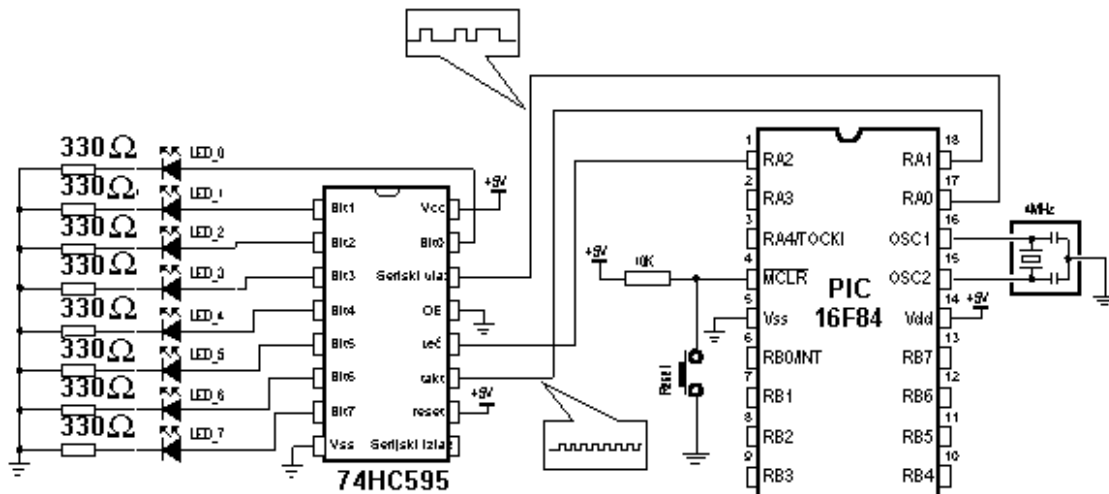 330Ω LED_0
330Ω LED_1
330Ω LED_2
330Ω LED_3
330Ω LED_4
330Ω LED_5
330Ω LED_6
330Ω LED_7
Bit1
Bit2
Bit3
Bit4
Bit5
Bit6
Bit7
Vss
Vcc
Bit0
Serijski ulaz
OE
Leč
takt
reset
Serijski izlaz
74HC595
+5V
+5V
+5V
10K
Reset
1 RA2
2 RA3
3 RA4/TOCKI
4 MCLR
5 Vss
6 RB0/INT
7 RB1
8 RB2
9 RB3
PIC
16F84
RA1 18
RA0 17
OSC1 16
OSC2 15
Vdd 14
RB7 13
RB6 12
RB5 11
RB4 10
+5V
4MHz